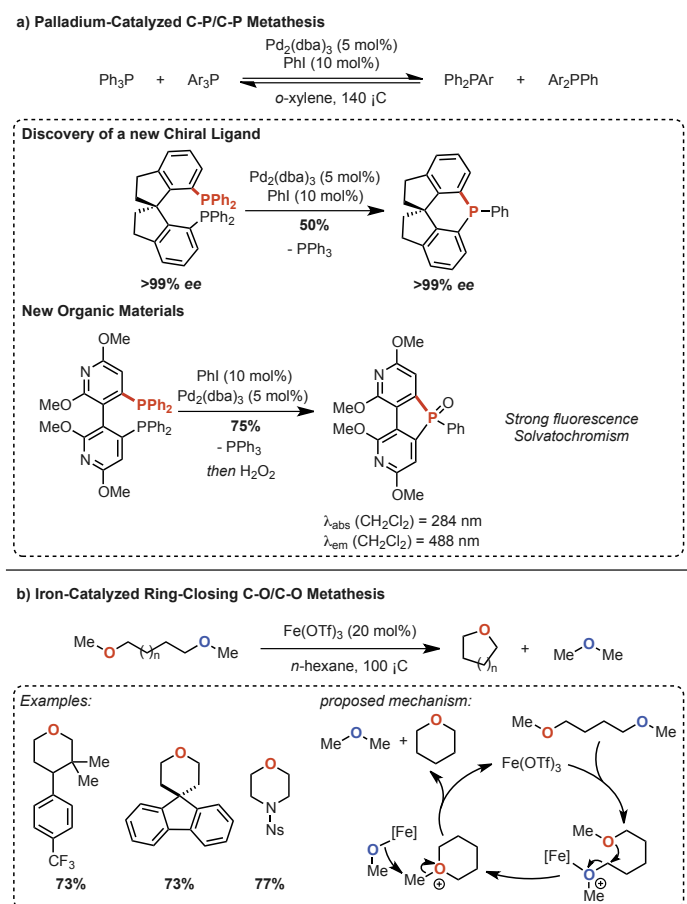 a) Palladium-Catalyzed C-P/C-P Metathesis
Pd2(dba)3 (5 mol%)
PhI (10 mol%)
Ph3P + Ar3P Ph2PAr + Ar2PPh
o-xylene, 140 ¡C
Discovery of a new Chiral Ligand
Pd2(dba)3 (5 mol%)
PhI (10 mol%)
PPh2
PPh2
50%
- PPh3
P Ph
>99% ee
>99% ee
New Organic Materials
OMe
N
MeO
PPh2
MeO
PPh2
N
OMe
PhI (10 mol%)
Pd2(dba)3 (5 mol%)
75%
- PPh3
then H2O2
OMe
N
MeO
O
P
MeO
Ph
N
OMe
Strong fluorescence
Solvatochromism
λabs (CH2Cl2) = 284 nm
λem (CH2Cl2) = 488 nm
b) Iron-Catalyzed Ring-Closing C-O/C-O Metathesis
Me O ( )n O Me
Fe(OTf)3 (20 mol%)
n-hexane, 100 ¡C
O ( )n + Me O Me
Examples:
O
Me
Me
CF3
73%
O
73%
O
N
Ns
77%
proposed mechanism:
Me O Me + O
Me O O Me
Fe(OTf)3
Me O
[Fe] O ⊕
Me
[Fe]
O
Me
Me O ⊕